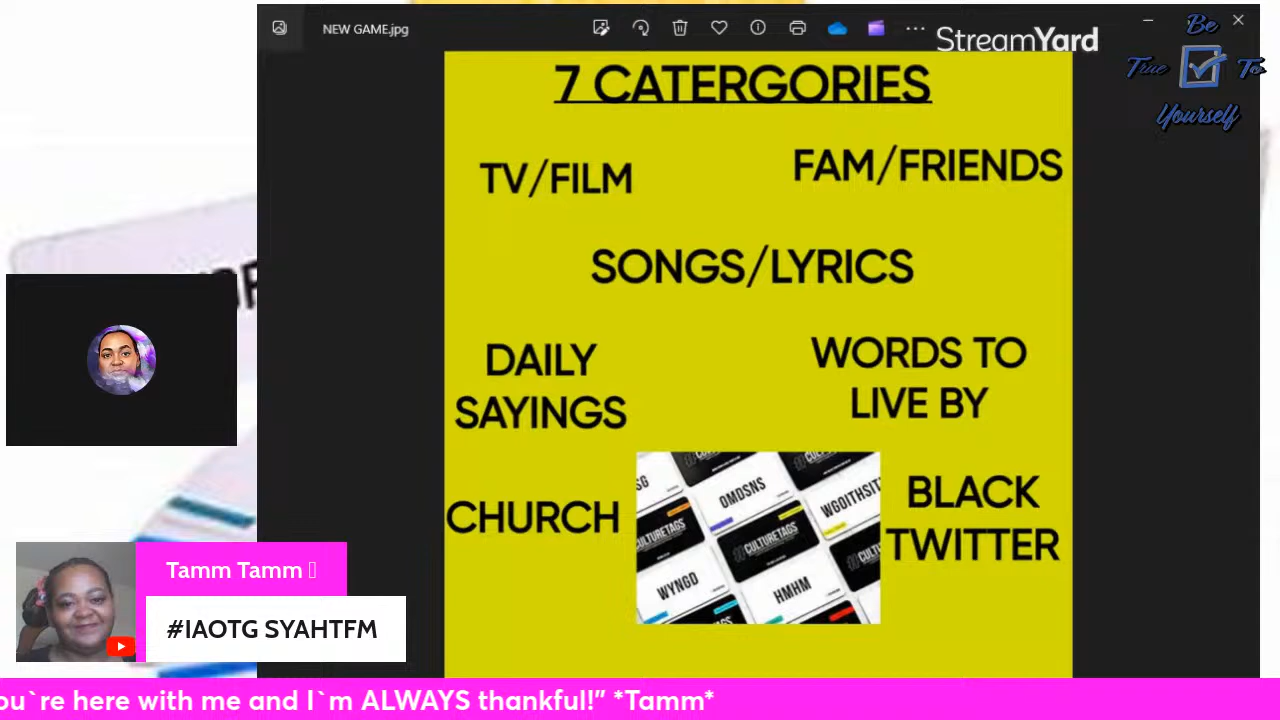 NEW GAME.jpg
StreamYard
Be
True To
Yourself
7 CATERGORIES
TV/FILM
FAM/FRIENDS
SONGS/LYRICS
DAILY
SAYINGS
WORDS TO
LIVE BY
CHURCH
BLACK
TWITTER
SG
OMDSNS
WGOITHSIT
CULTURETAGS
CULTURETAGS
WYNGD
HMHM
Tamm Tamm
#IAOTG SYAHTFM
ou`re here with me and I`m ALWAYS thankful!” *Tamm*